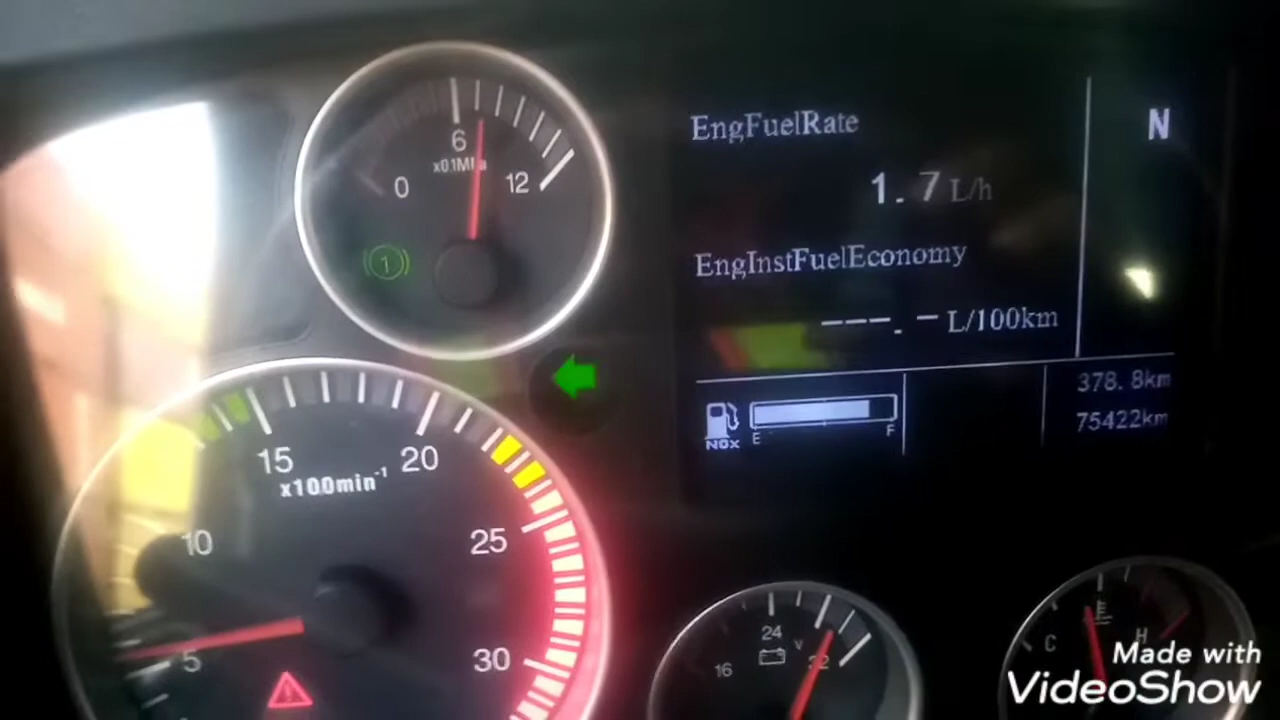 EngFuelRate
N
1.7 L/h
EngInstFuelEconomy
---.- L/100km
378.8km
75422km
NOx
E
F
6
x0.1MPa
0
12
1
15
20
x100min⁻¹
10
25
5
30
24
V
16
32
E
C
H
Made with
VideoShow